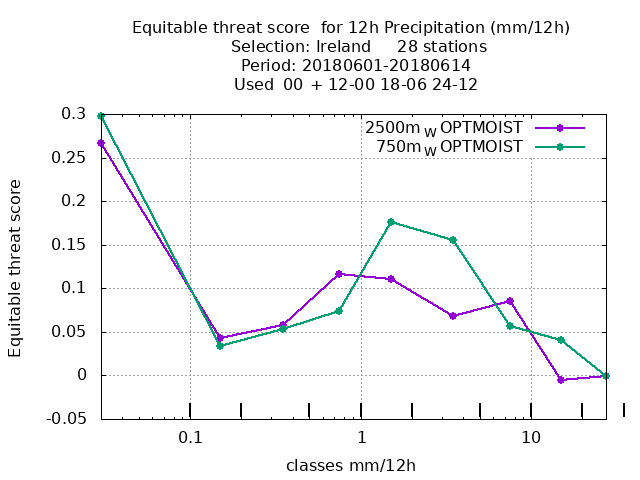 Equitable threat score for 12h Precipitation (mm/12h)
Selection: Ireland 28 stations
Period: 20180601-20180614
Used 00 + 12-00 18-06 24-12
2500m W OPTMOIST
750m W OPTMOIST
0.3
0.25
0.2
0.15
0.1
0.05
0
-0.05
Equitable threat score
0.1 1 10
classes mm/12h